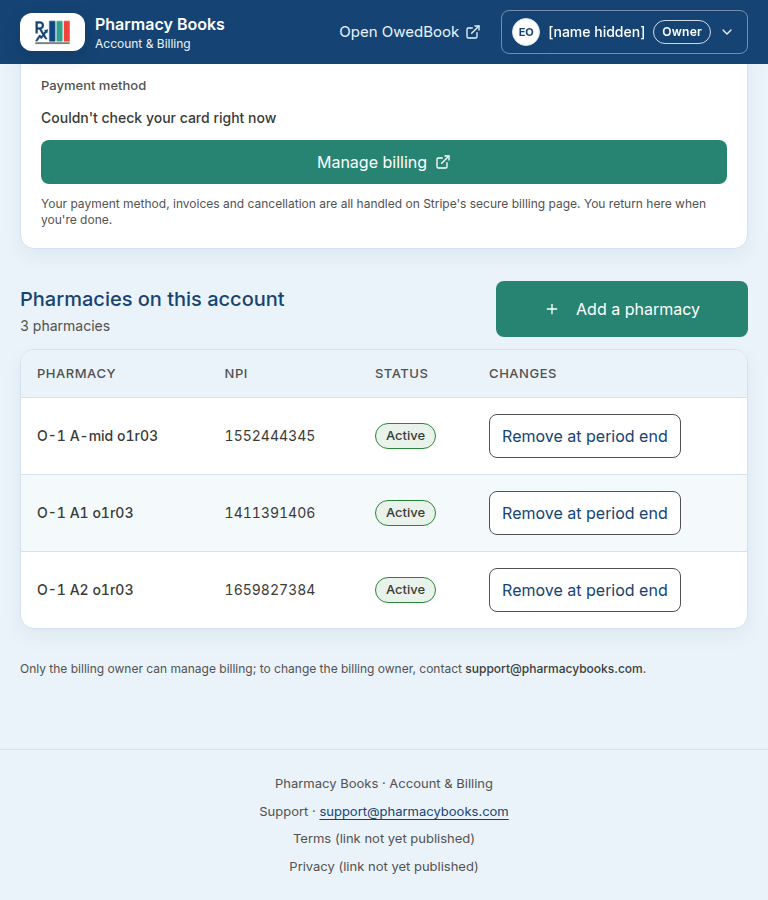 Pharmacy Books
Account & Billing
Open OwedBook
EO
[name hidden]
Owner
Payment method
Couldn't check your card right now
Manage billing
Your payment method, invoices and cancellation are all handled on Stripe's secure billing page. You return here when
you're done.
Pharmacies on this account
3 pharmacies
+ Add a pharmacy
PHARMACY NPI STATUS CHANGES
O-1 A-mid o1r03 1552444345 Active Remove at period end
O-1 A1 o1r03 1411391406 Active Remove at period end
O-1 A2 o1r03 1659827384 Active Remove at period end
Only the billing owner can manage billing; to change the billing owner, contact support@pharmacybooks.com.
Pharmacy Books · Account & Billing
Support · support@pharmacybooks.com
Terms (link not yet published)
Privacy (link not yet published)